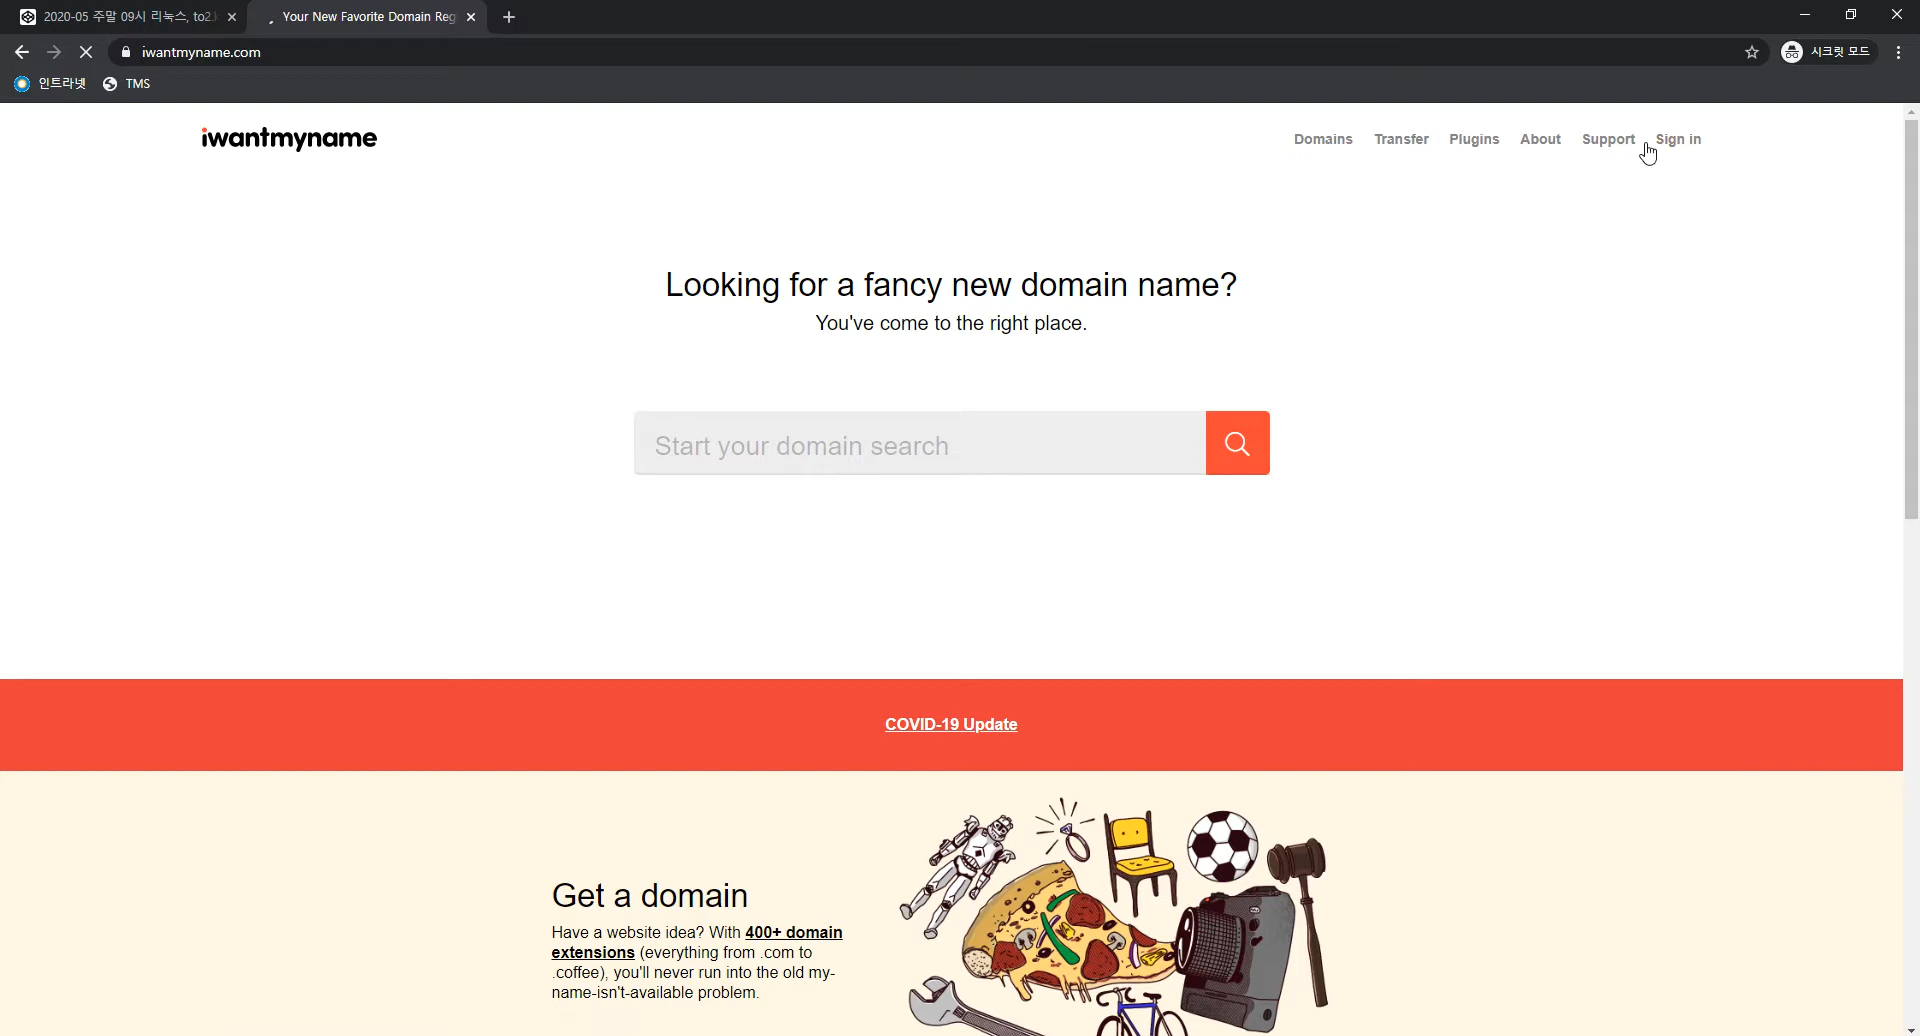 2020-05 주말 09시 리눅스, to2.
Your New Favorite Domain Reg
iwantmyname.com
시크릿 모드
인트라넷
TMS
iwantmyname
Domains
Transfer
Plugins
About
Support
Sign in
Looking for a fancy new domain name?
You've come to the right place.
Start your domain search
COVID-19 Update
Get a domain
Have a website idea? With 400+ domain
extensions (everything from .com to
.coffee), you'll never run into the old my-
name-isn't-available problem.